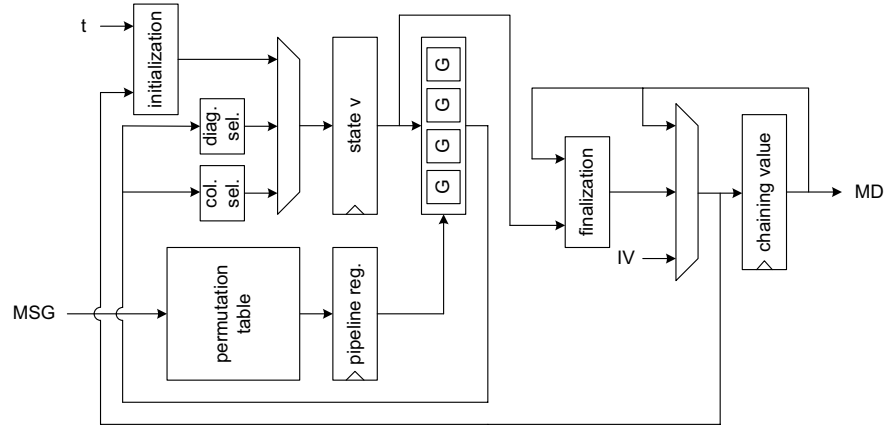 t
initialization
diag.
sel.
col.
sel.
state v
G
G
G
G
MSG
permutation
table
pipeline reg.
finalization
IV
chaining value
MD